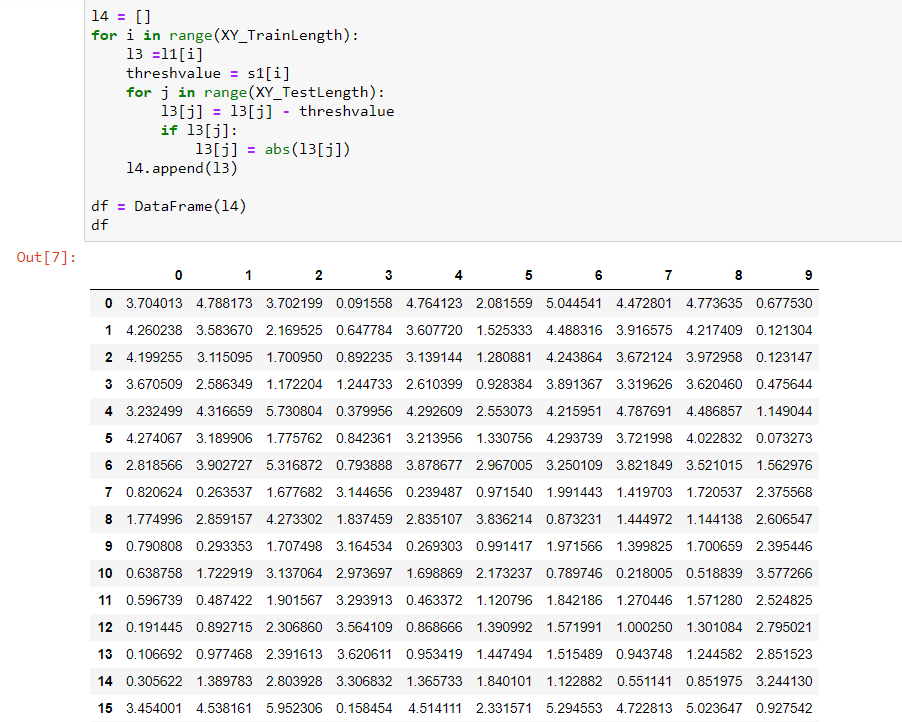 l4 = []
for i in range(XY_TrainLength):
    l3 =l1[i]
    threshvalue = s1[i]
    for j in range(XY_TestLength):
        l3[j] = l3[j] - threshvalue
        if l3[j]:
            l3[j] = abs(l3[j])
    l4.append(l3)

df = DataFrame(l4)
df
Out[7]:
0 1 2 3 4 5 6 7 8 9
0 3.704013 4.788173 3.702199 0.091558 4.764123 2.081559 5.044541 4.472801 4.773635 0.677530
1 4.260238 3.583670 2.169525 0.647784 3.607720 1.525333 4.488316 3.916575 4.217409 0.121304
2 4.199255 3.115095 1.700950 0.892235 3.139144 1.280881 4.243864 3.672124 3.972958 0.123147
3 3.670509 2.586349 1.172204 1.244733 2.610399 0.928384 3.891367 3.319626 3.620460 0.475644
4 3.232499 4.316659 5.730804 0.379956 4.292609 2.553073 4.215951 4.787691 4.486857 1.149044
5 4.274067 3.189906 1.775762 0.842361 3.213956 1.330756 4.293739 3.721998 4.022832 0.073273
6 2.818566 3.902727 5.316872 0.793888 3.878677 2.967005 3.250109 3.821849 3.521015 1.562976
7 0.820624 0.263537 1.677682 3.144656 0.239487 0.971540 1.991443 1.419703 1.720537 2.375568
8 1.774996 2.859157 4.273302 1.837459 2.835107 3.836214 0.873231 1.444972 1.144138 2.606547
9 0.790808 0.293353 1.707498 3.164534 0.269303 0.991417 1.971566 1.399825 1.700659 2.395446
10 0.638758 1.722919 3.137064 2.973697 1.698869 2.173237 0.789746 0.218005 0.518839 3.577266
11 0.596739 0.487422 1.901567 3.293913 0.463372 1.120796 1.842186 1.270446 1.571280 2.524825
12 0.191445 0.892715 2.306860 3.564109 0.868666 1.390992 1.571991 1.000250 1.301084 2.795021
13 0.106692 0.977468 2.391613 3.620611 0.953419 1.447494 1.515489 0.943748 1.244582 2.851523
14 0.305622 1.389783 2.803928 3.306832 1.365733 1.840101 1.122882 0.551141 0.851975 3.244130
15 3.454001 4.538161 5.952306 0.158454 4.514111 2.331571 5.294553 4.722813 5.023647 0.927542